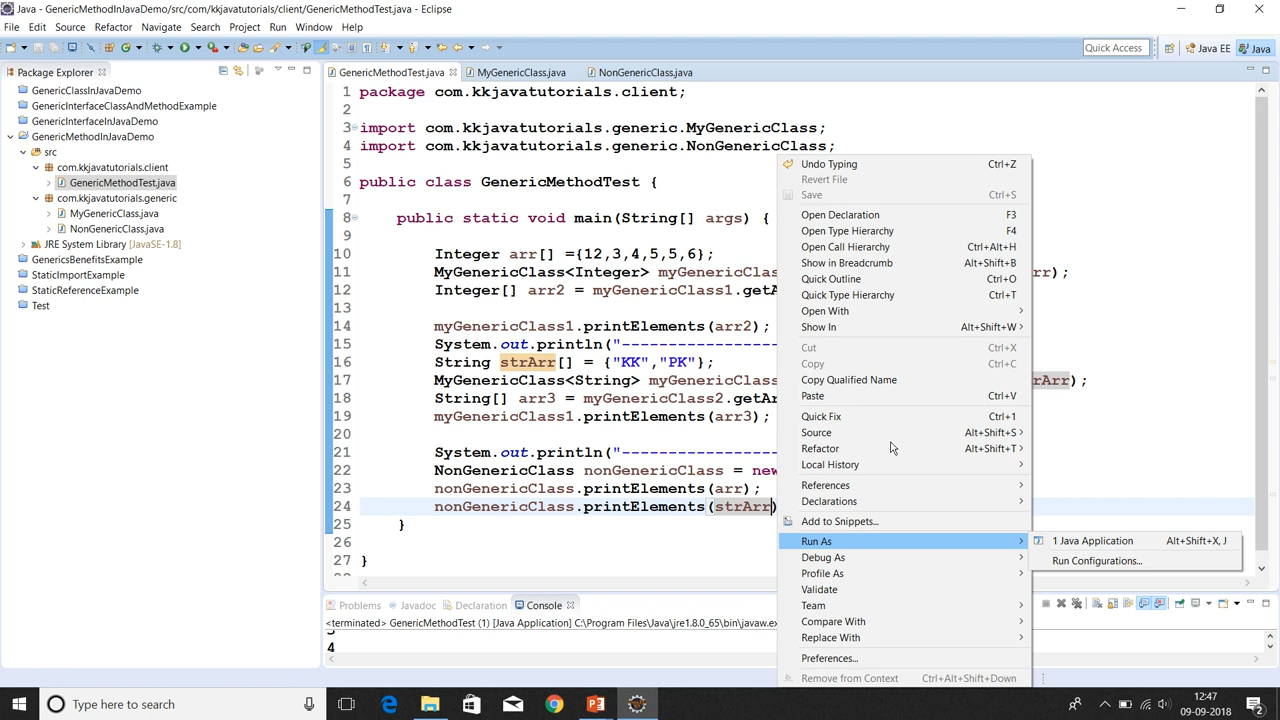 Java - GenericMethodInJavaDemo/src/com/kkjavatutorials/client/GenericMethodTest.java - Eclipse
File Edit Source Refactor Navigate Search Project Run Window Help
Quick Access Java EE Java
Package Explorer
GenericClassInJavaDemo
GenericInterfaceClassAndMethodExample
GenericInterfaceInJavaDemo
GenericMethodInJavaDemo
src
com.kkjavatutorials.client
GenericMethodTest.java
com.kkjavatutorials.generic
MyGenericClass.java
NonGenericClass.java
JRE System Library [JavaSE-1.8]
GenericsBenefitsExample
StaticImportExample
StaticReferenceExample
Test
GenericMethodTest.java MyGenericClass.java NonGenericClass.java
1 package com.kkjavatutorials.client;
2
3 import com.kkjavatutorials.generic.MyGenericClass;
4 import com.kkjavatutorials.generic.NonGenericClass;
5
6 public class GenericMethodTest {
7
8 public static void main(String[] args) {
9
10 Integer arr[] ={12,3,4,5,5,6};
11 MyGenericClass<Integer> myGenericClas rr);
12 Integer[] arr2 = myGenericClass1.getA
13
14 myGenericClass1.printElements(arr2);
15 System.out.println("-----------------
16 String strArr[] = {"KK","PK"};
17 MyGenericClass<String> myGenericClass trArr);
18 String[] arr3 = myGenericClass2.getAr
19 myGenericClass1.printElements(arr3);
20
21 System.out.println("-----------------
22 NonGenericClass nonGenericClass = new
23 nonGenericClass.printElements(arr);
24 nonGenericClass.printElements(strArr)
25 }
26
27 }
Undo Typing Ctrl+Z
Revert File
Save Ctrl+S
Open Declaration F3
Open Type Hierarchy F4
Open Call Hierarchy Ctrl+Alt+H
Show in Breadcrumb Alt+Shift+B
Quick Outline Ctrl+O
Quick Type Hierarchy Ctrl+T
Open With
Show In Alt+Shift+W
Cut Ctrl+X
Copy Ctrl+C
Copy Qualified Name
Paste Ctrl+V
Quick Fix Ctrl+1
Source Alt+Shift+S
Refactor Alt+Shift+T
Local History
References
Declarations
Add to Snippets...
Run As
Debug As
Profile As
Validate
Team
Compare With
Replace With
Preferences...
Remove from Context Ctrl+Alt+Shift+Down
1 Java Application Alt+Shift+X, J
Run Configurations...
Problems Javadoc Declaration Console
<terminated> GenericMethodTest (1) [Java Application] C:\Program Files\Java\jre1.8.0_65\bin\javaw.ex
4
Type here to search
12:47
09-09-2018
2